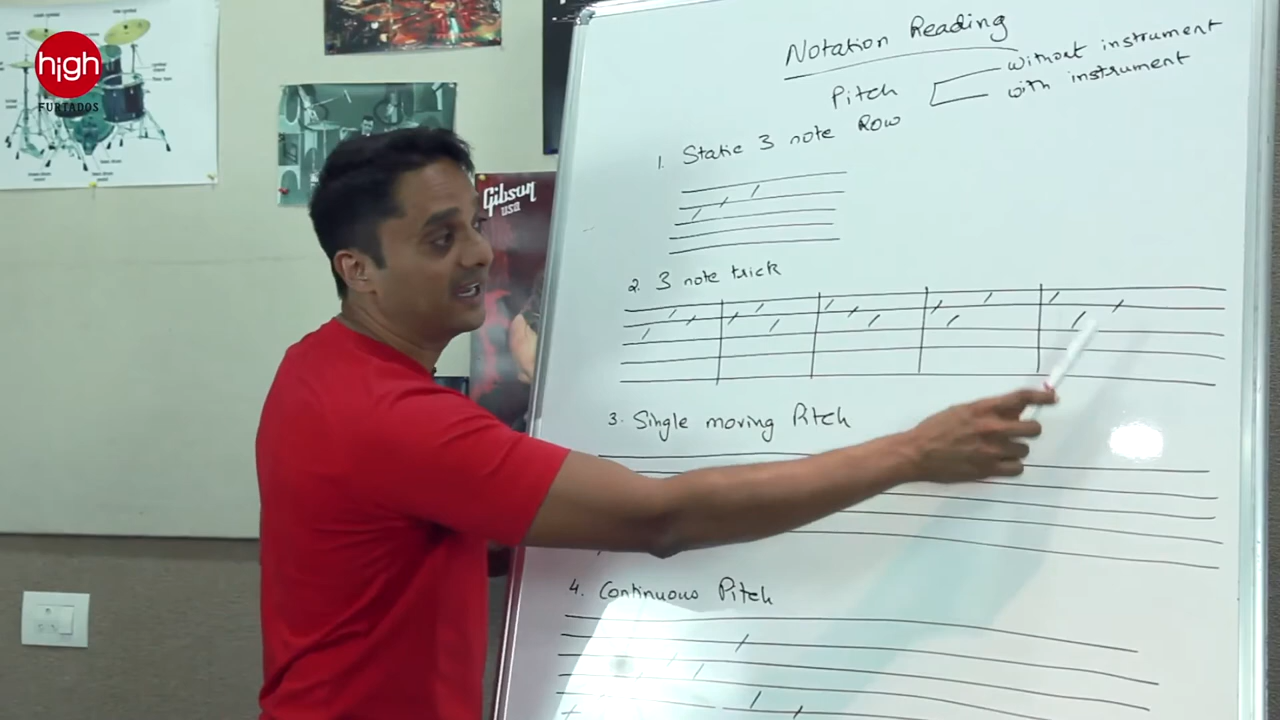 high
FURTADOS
Gibson
USA
Notation Reading
Pitch
without instrument
with instrument
1. Static 3 note Row
2. 3 note trick
3. Single moving Pitch
4. Continuous Pitch